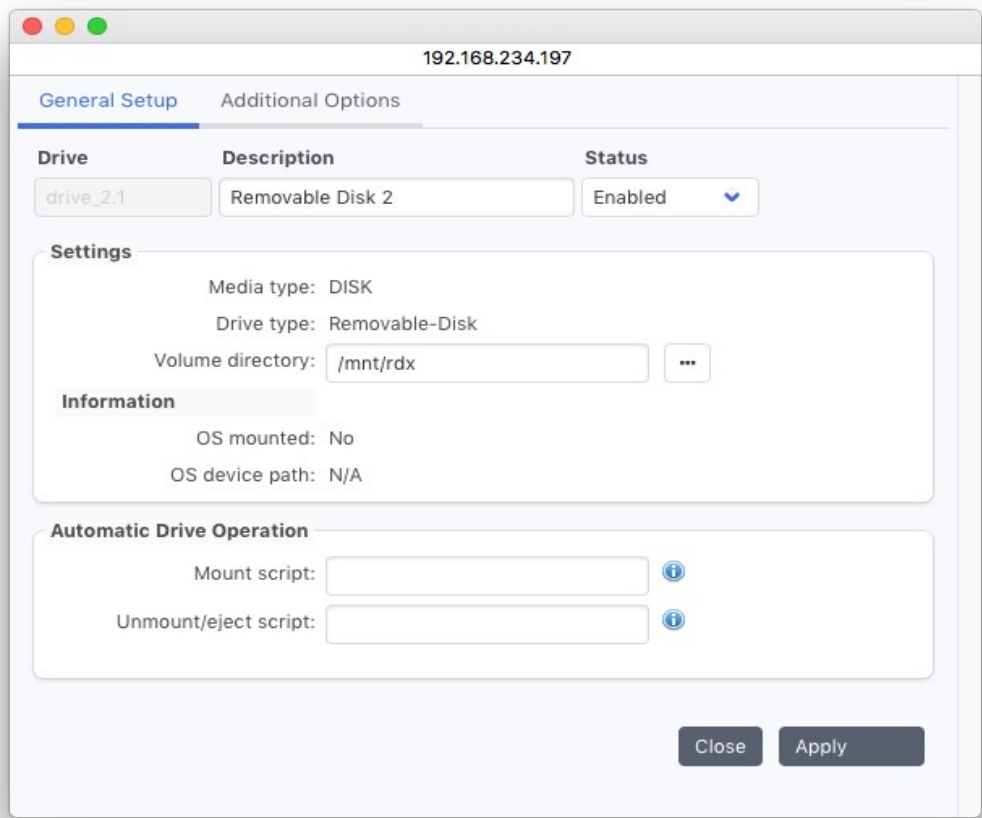 192.168.234.197
General Setup Additional Options
Drive Description Status
drive_2.1 Removable Disk 2 Enabled
Settings
Media type: DISK
Drive type: Removable-Disk
Volume directory: /mnt/rdx ...
Information
OS mounted: No
OS device path: N/A
Automatic Drive Operation
Mount script:
Unmount/eject script:
Close Apply